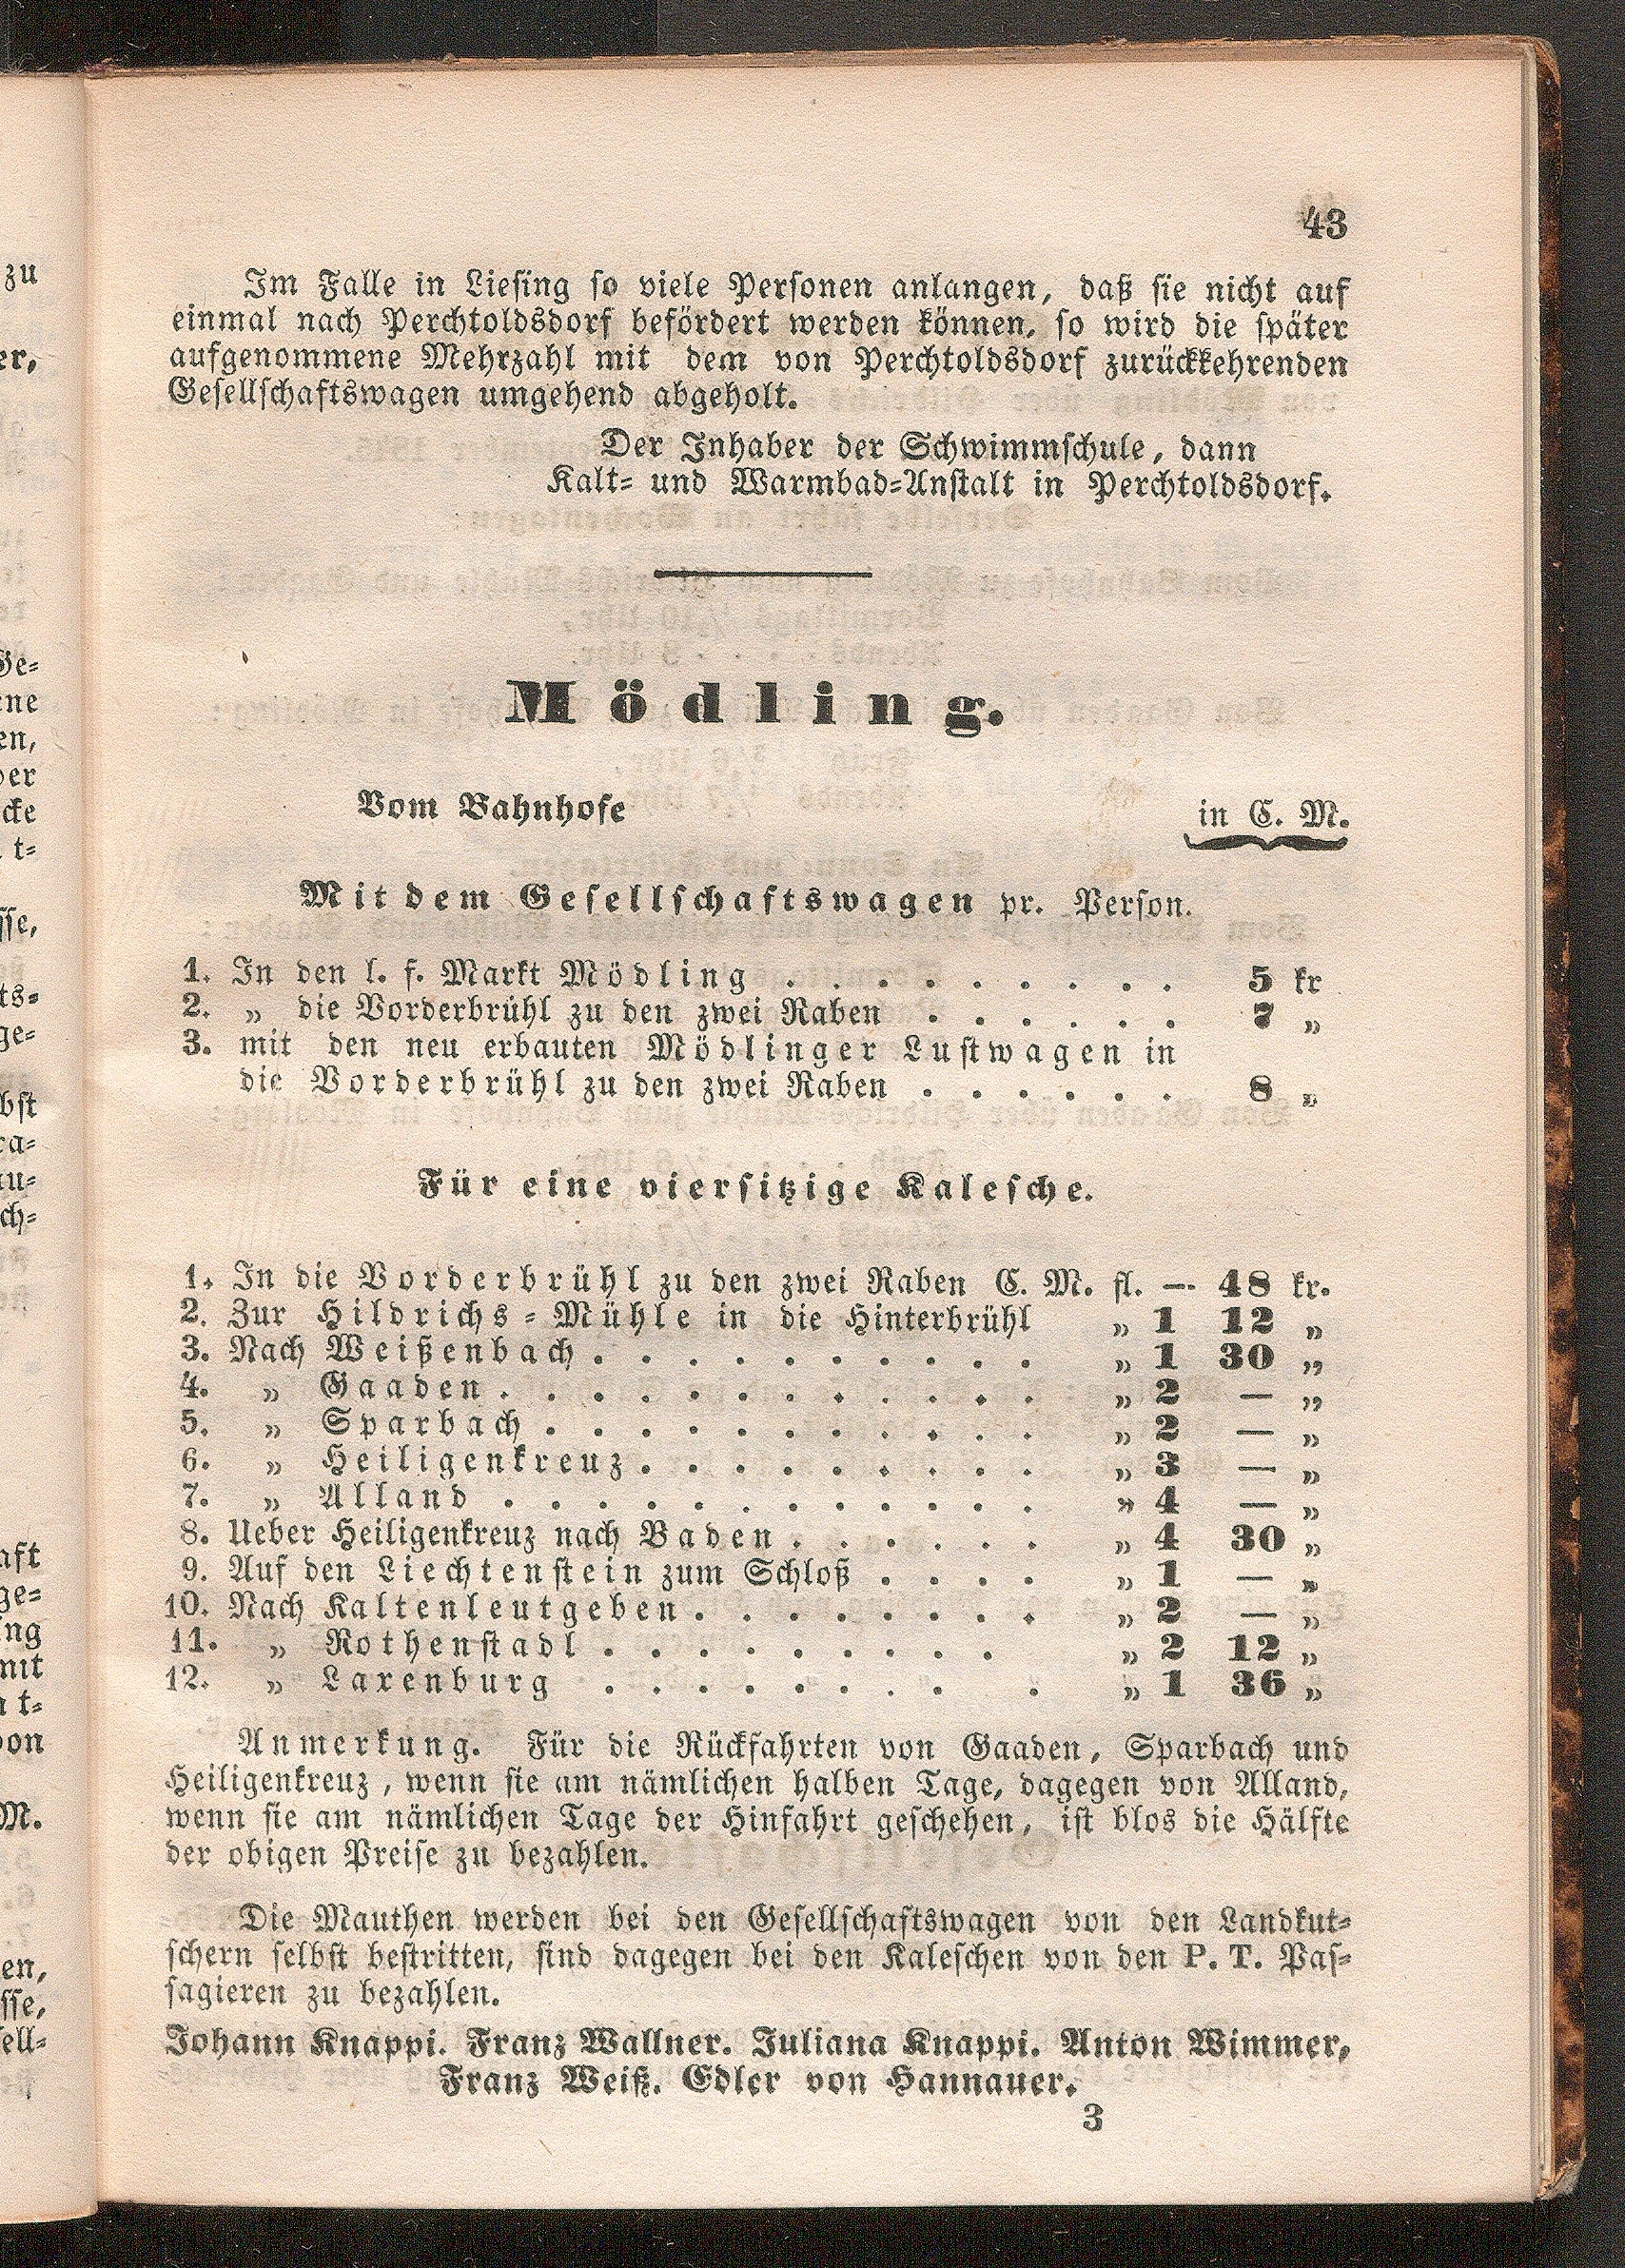 43
Im Falle in Liesing so viele Personen anlangen, daß sie nicht auf
einmal nach Perchtoldsdorf befördert werden können, so wird die später
aufgenommene Mehrzahl mit dem von Perchtoldsdorf zurückkehrenden
Gesellschaftswagen umgehend abgeholt.
Der Inhaber der Schwimmschule, dann
Kalt- und Warmbad-Anstalt in Perchtoldsdorf.
Mödling.
Vom Bahnhofe in C. M.
Mit dem Gesellschaftswagen pr. Person.
1. In den l. f. Markt Mödling . . . . . . . . . 5 kr
2. „ die Vorderbrühl zu den zwei Raben . . . . . . 7 „
3. mit den neu erbauten Mödlinger Lustwagen in
die Vorderbrühl zu den zwei Raben . . . . . . 8 „
Für eine viersitzige Kalesche.
1. In die Vorderbrühl zu den zwei Raben C. M. fl. — 48 kr.
2. Zur Hildrichs-Mühle in die Hinterbrühl „ 1 12 „
3. Nach Weißenbach . . . . . . . . . . „ 1 30 „
4. „ Gaaden . . . . . . . . . . . . „ 2 — „
5. „ Sparbach . . . . . . . . . . . „ 2 — „
6. „ Heiligenkreuz . . . . . . . . . „ 3 — „
7. „ Alland . . . . . . . . . . . . „ 4 — „
8. Ueber Heiligenkreuz nach Baden . . . . . . „ 4 30 „
9. Auf den Liechtenstein zum Schloß . . . . „ 1 — „
10. Nach Kaltenleutgeben . . . . . . . . „ 2 — „
11. „ Rothenstadl . . . . . . . . . „ 2 12 „
12. „ Laxenburg . . . . . . . . . „ 1 36 „
Anmerkung. Für die Rückfahrten von Gaaden, Sparbach und
Heiligenkreuz, wenn sie am nämlichen halben Tage, dagegen von Alland,
wenn sie am nämlichen Tage der Hinfahrt geschehen, ist blos die Hälfte
der obigen Preise zu bezahlen.
Die Mauthen werden bei den Gesellschaftswagen von den Landkut-
schern selbst bestritten, sind dagegen bei den Kaleschen von den P. T. Pas-
sagieren zu bezahlen.
Johann Knappi. Franz Wallner. Juliana Knappi. Anton Wimmer,
Franz Weiß. Edler von Hannauer.
3